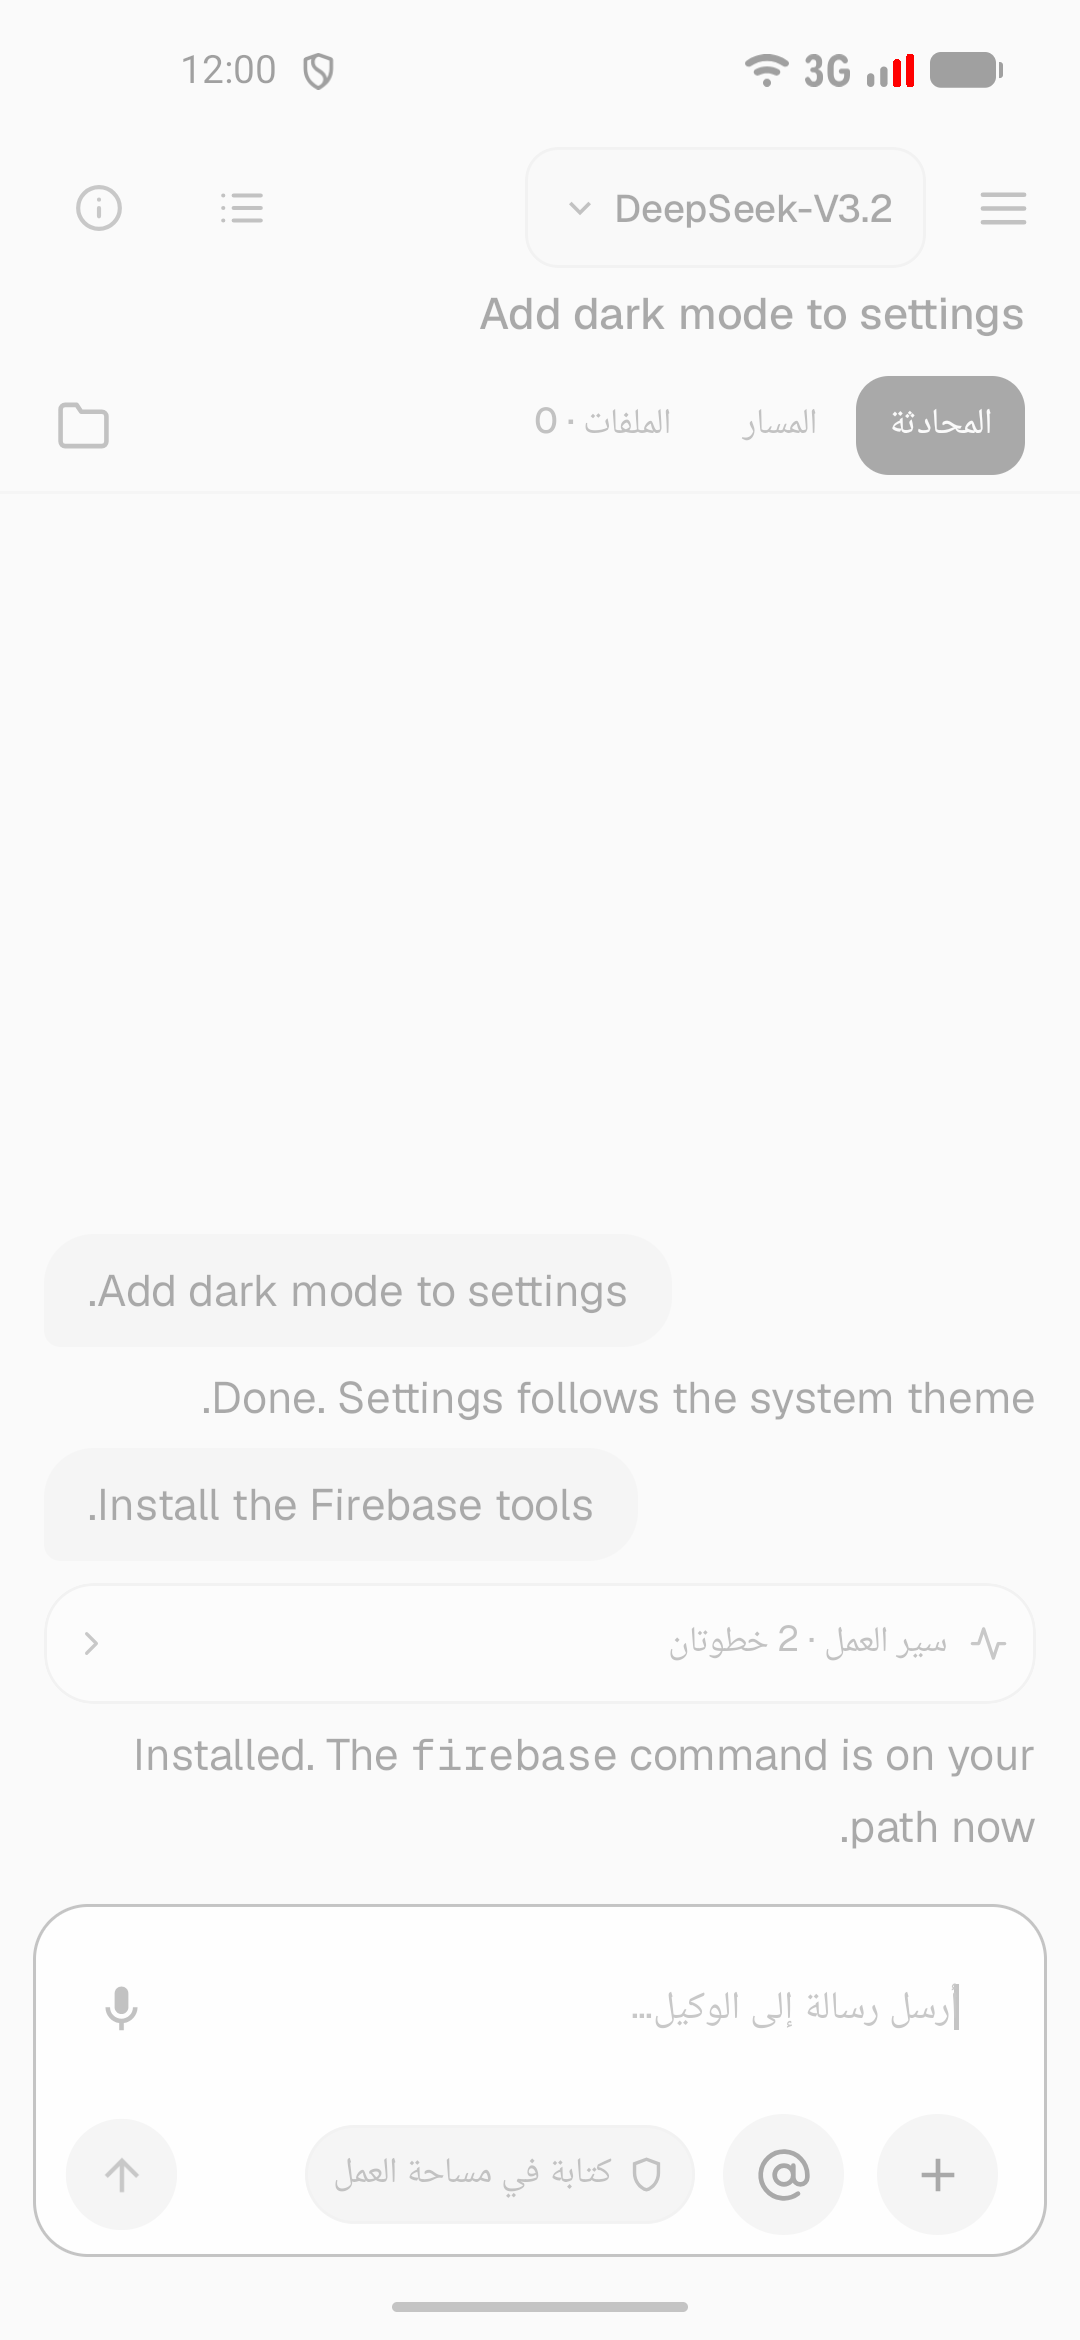 12:00 3G
DeepSeek-V3.2
Add dark mode to settings
المحادثة المسار الملفات · 0
Add dark mode to settings.
Done. Settings follows the system theme.
Install the Firebase tools.
سير العمل · 2 خطوتان
Installed. The firebase command is on your
path now.
أرسل رسالة إلى الوكيل...
كتابة في مساحة العمل